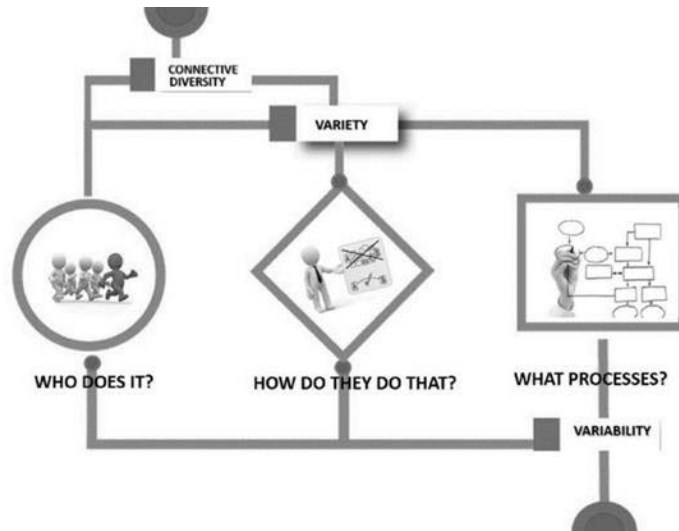 CONNECTIVE
DIVERSITY
VARIETY
WHO DOES IT?
HOW DO THEY DO THAT?
WHAT PROCESSES?
VARIABILITY